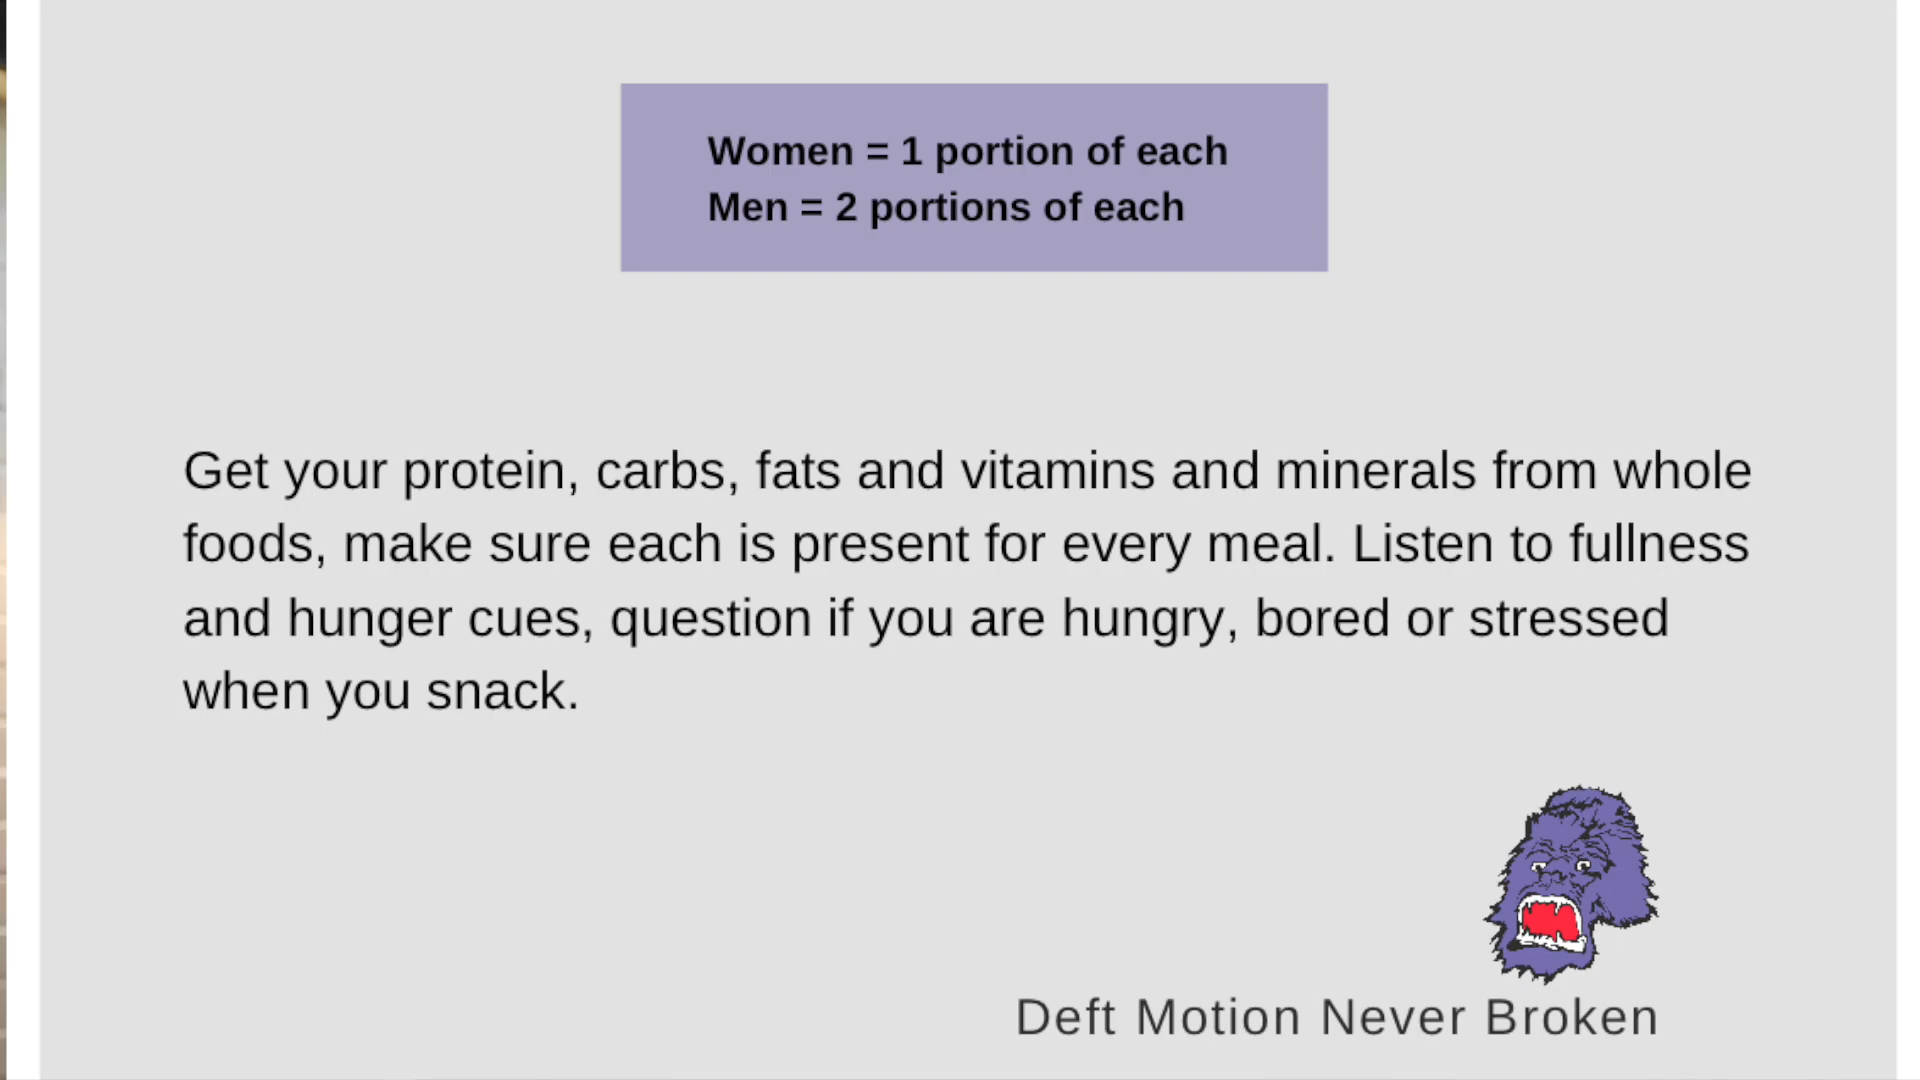 Women = 1 portion of each
Men = 2 portions of each
Get your protein, carbs, fats and vitamins and minerals from whole
foods, make sure each is present for every meal. Listen to fullness
and hunger cues, question if you are hungry, bored or stressed
when you snack.
Deft Motion Never Broken